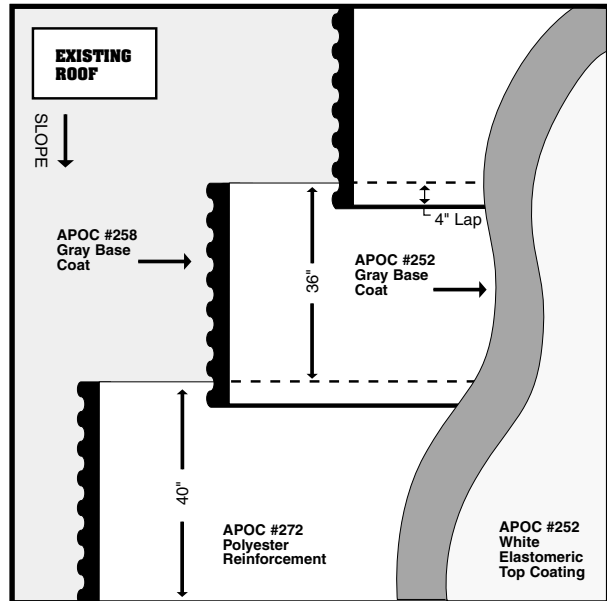 EXISTING
ROOF
SLOPE
4" Lap
APOC #258
Gray Base
Coat
36"
APOC #252
Gray Base
Coat
40"
APOC #272
Polyester
Reinforcement
APOC #252
White
Elastomeric
Top Coating